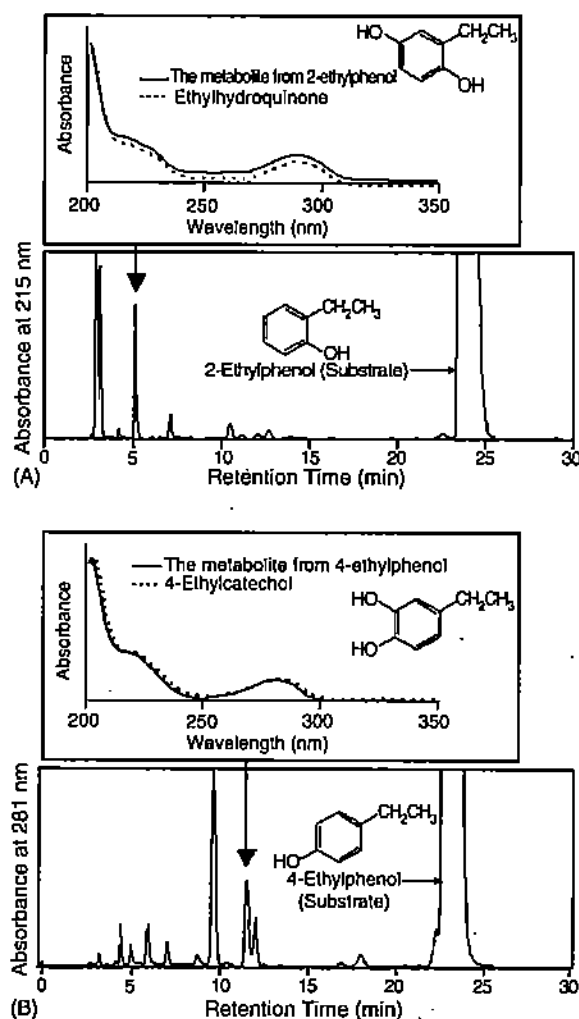 HO
CH2CH3
OH
The metabolite from 2-ethylphenol
Ethylhydroquinone
Absorbance
200 250 300 350
Wavelength (nm)
Absorbance at 215 nm
CH2CH3
OH
2-Ethylphenol (Substrate)
0 5 10 15 20 25 30
(A) Retention Time (min)
The metabolite from 4-ethylphenol
4-Ethylcatechol
HO
CH2CH3
HO
Absorbance
200 250 300 350
Wavelength (nm)
Absorbance at 281 nm
CH2CH3
HO
4-Ethylphenol
(Substrate)
0 5 10 15 20 25 30
(B) Retention Time (min)